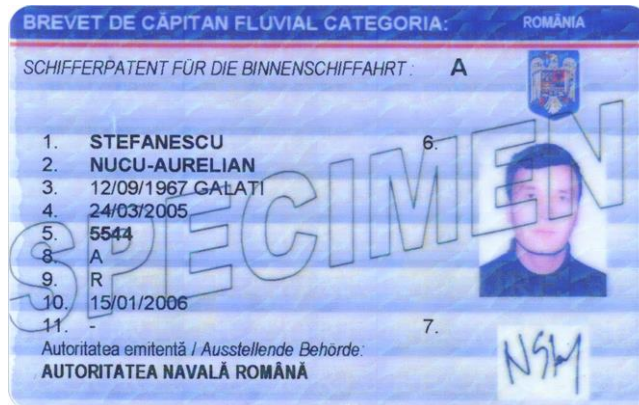 BREVET DE CĂPITAN FLUVIAL CATEGORIA: ROMÂNIA
SCHIFFERPATENT FÜR DIE BINNENSCHIFFAHRT : A
1. STEFANESCU 6.
2. NUCU-AURELIAN
3. 12/09/1967 GALATI
4. 24/03/2005
5. 5544
8. A
9. R
10. 15/01/2006
11. - 7.
Autoritatea emitentă / Ausstellende Behörde:
AUTORITATEA NAVALĂ ROMÂNĂ
SPECIMEN